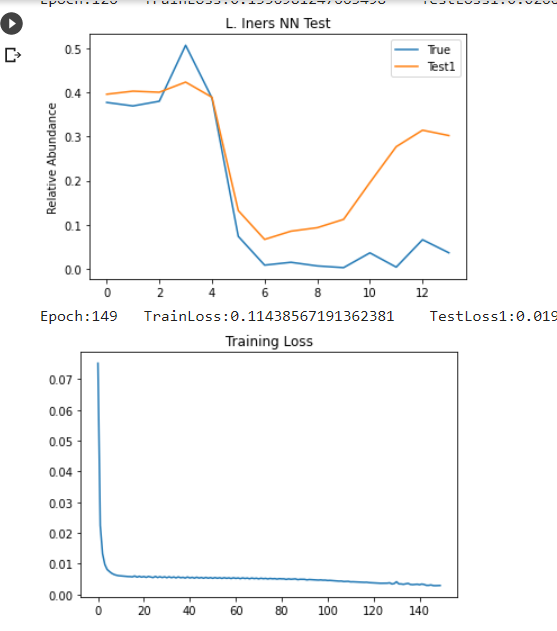 L. Iners NN Test
True
Test1
Relative Abundance
0.5
0.4
0.3
0.2
0.1
0.0
0 2 4 6 8 10 12
Epoch:149 TrainLoss:0.11438567191362381 TestLoss1:0.019
Training Loss
0.07
0.06
0.05
0.04
0.03
0.02
0.01
0.00
0 20 40 60 80 100 120 140